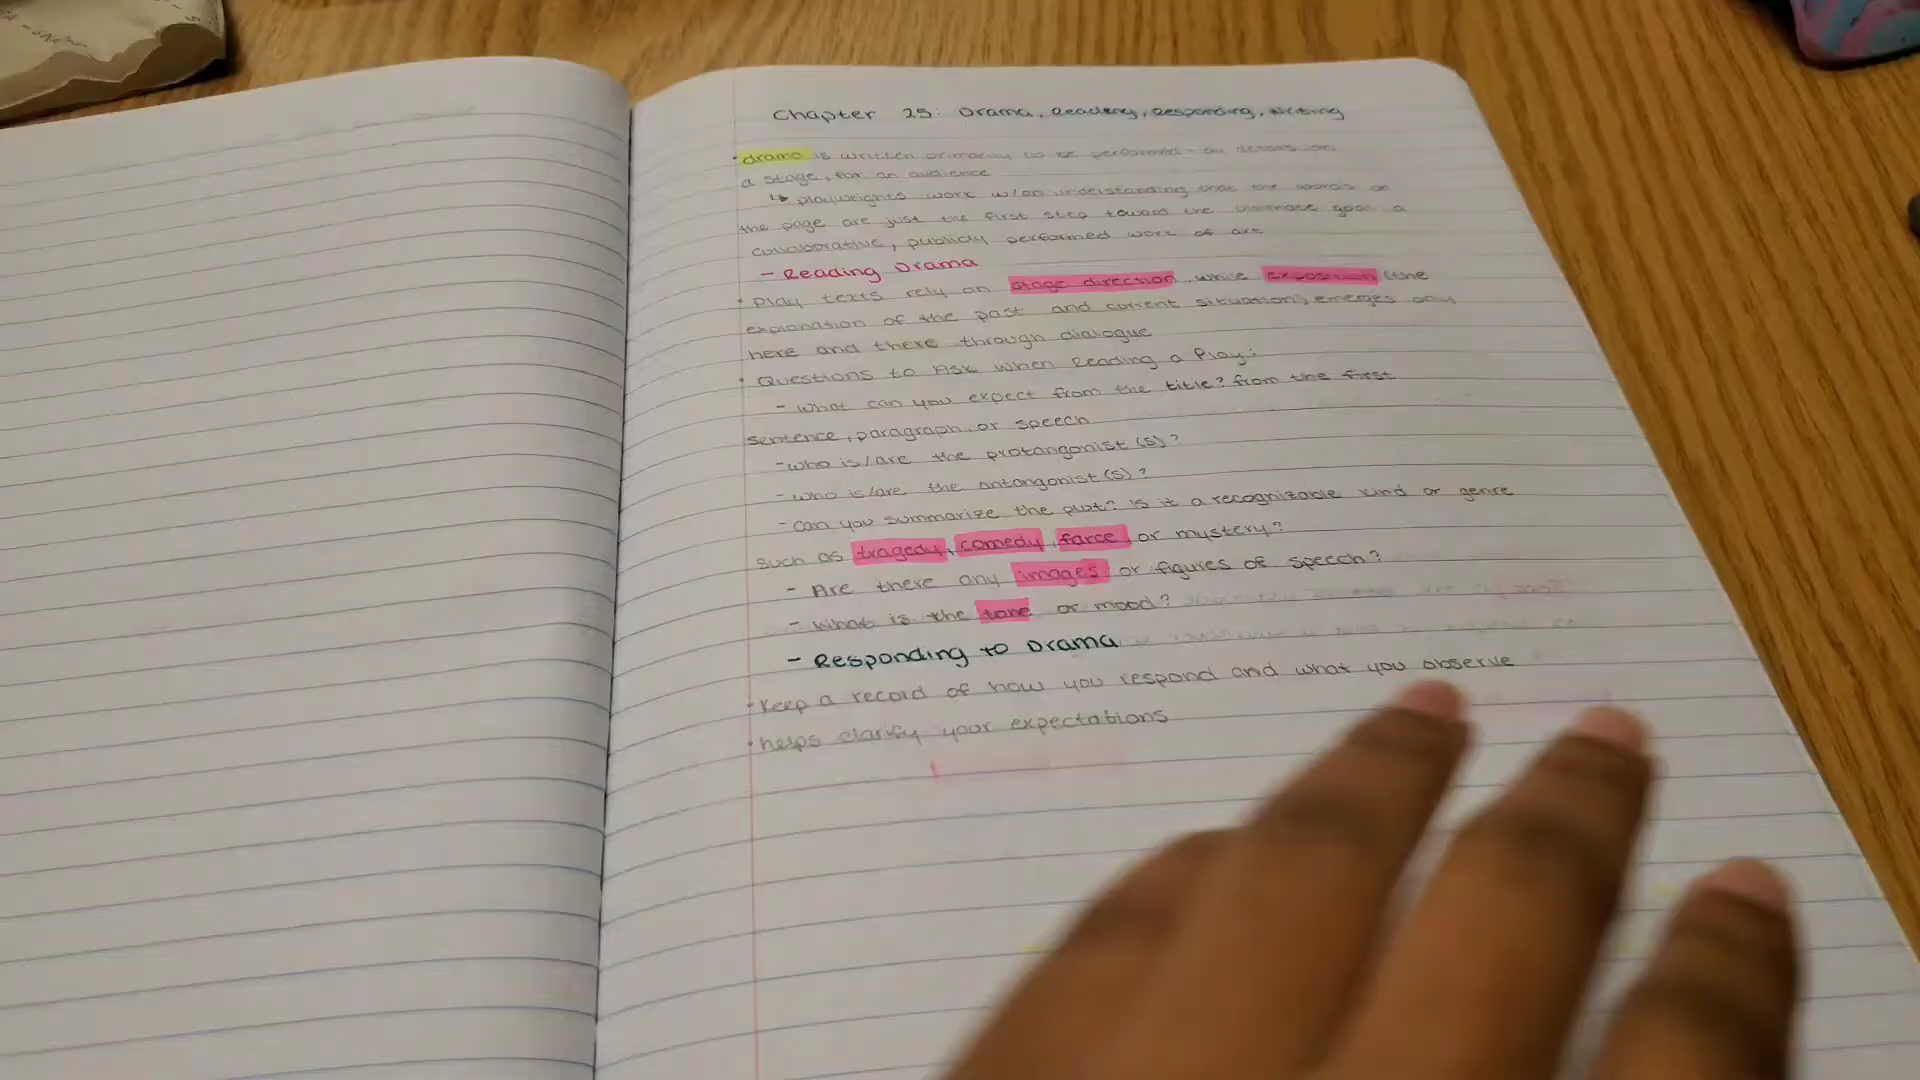 Chapter 25: Drama, Reading, Responding, Writing
• drama is written primarily to be performed - by actors on
a stage, for an audience
↳ playwrights work w/an understanding that the words on
the page are just the first step toward the ultimate goal a
collaborative, publicly performed work of art
- Reading Drama
• play texts rely on stage direction, while exposition (the
explanation of the past and current situation) emerges only
here and there through dialogue
• Questions to Ask when Reading a Play:
- what can you expect from the title? from the first
sentence, paragraph, or speech
- who is/are the protangonist(s)?
- who is/are the antangonist(s)?
- can you summarize the plot? Is it a recognizable kind or genre
such as tragedy, comedy, farce, or mystery?
- Are there any images or figures of speech?
- what is the tone or mood?
- Responding to Drama
• keep a record of how you respond and what you observe
• helps clarify your expectations